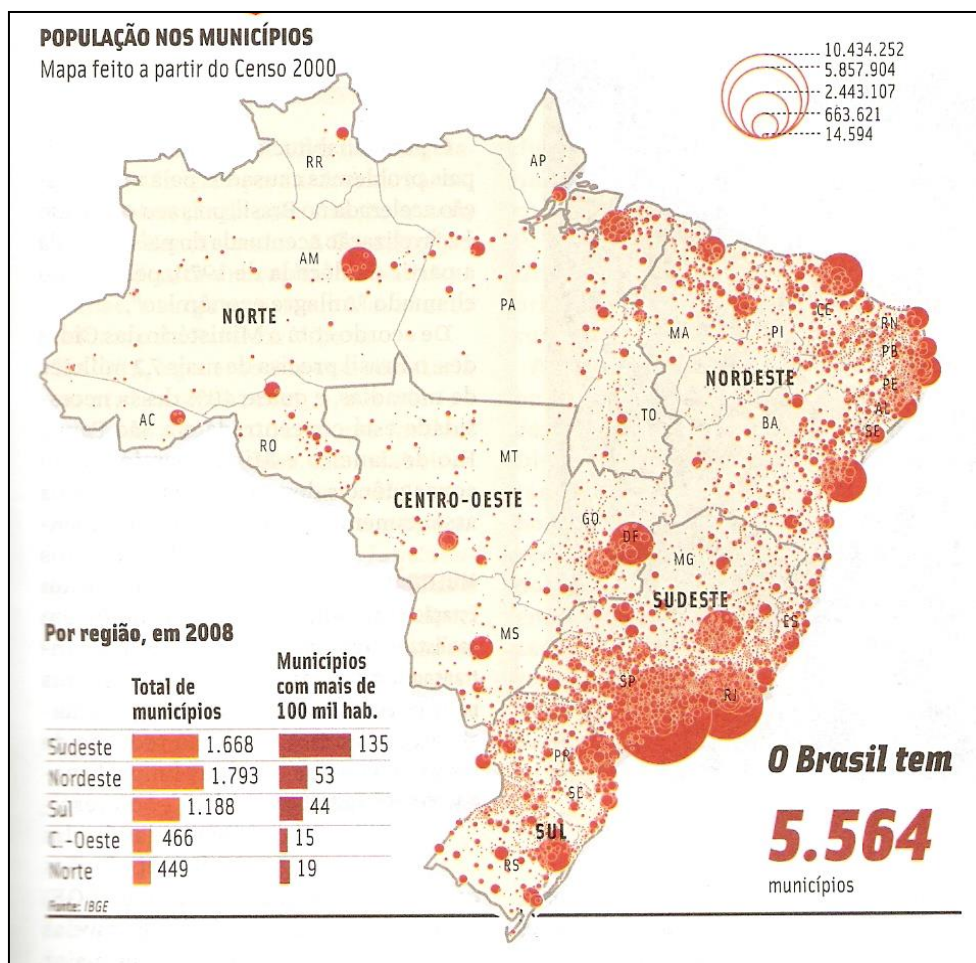 POPULAÇÃO NOS MUNICÍPIOS
Mapa feito a partir do Censo 2000
10.434.252
5.857.904
2.443.107
663.621
14.594
RR
AP
AM
NORTE
PA
MA
PI
CE
RN
PB
PE
AL
SE
NORDESTE
BA
AC
RO
TO
MT
CENTRO-OESTE
GO
DF
MG
SUDESTE
ES
MS
SP
RJ
PR
SC
SUL
RS
Por região, em 2008
Total de municípios
Municípios com mais de 100 mil hab.
Sudeste 1.668 135
Nordeste 1.793 53
Sul 1.188 44
C.-Oeste 466 15
Norte 449 19
Fonte: IBGE
O Brasil tem
5.564
municípios